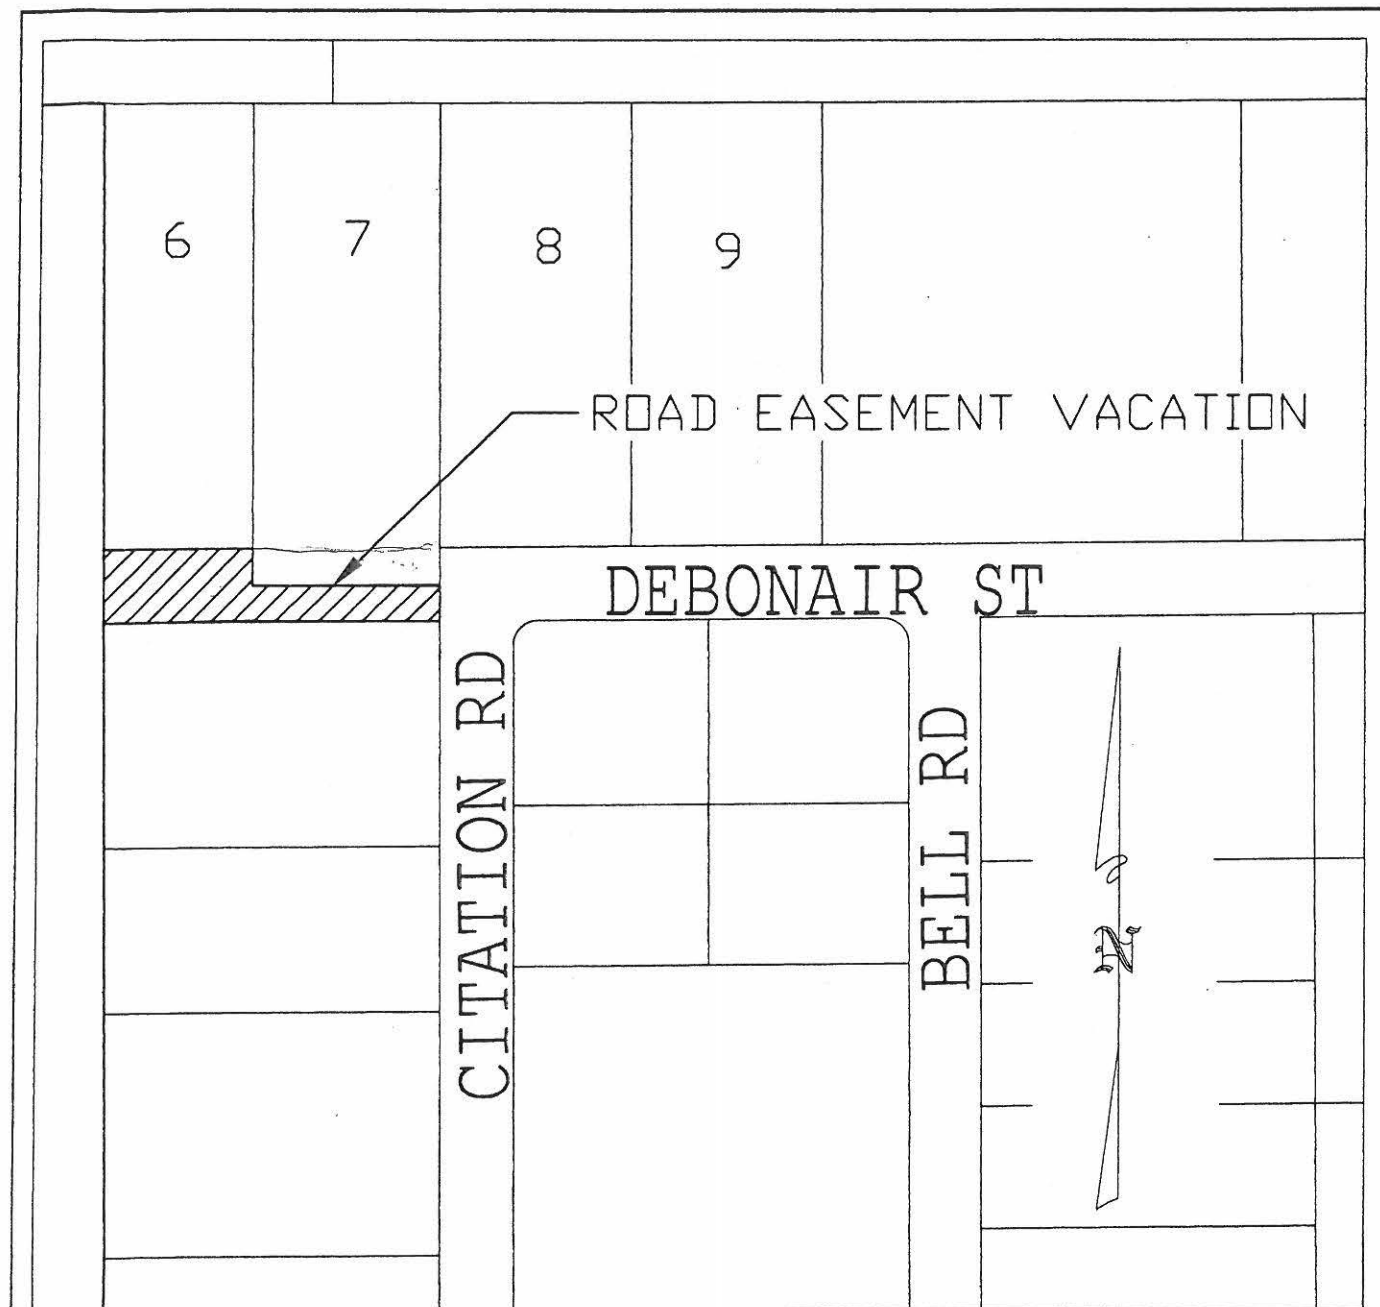 6 7 8 9
ROAD EASEMENT VACATION
DEBONAIR ST
CITATION RD
BELL RD
N